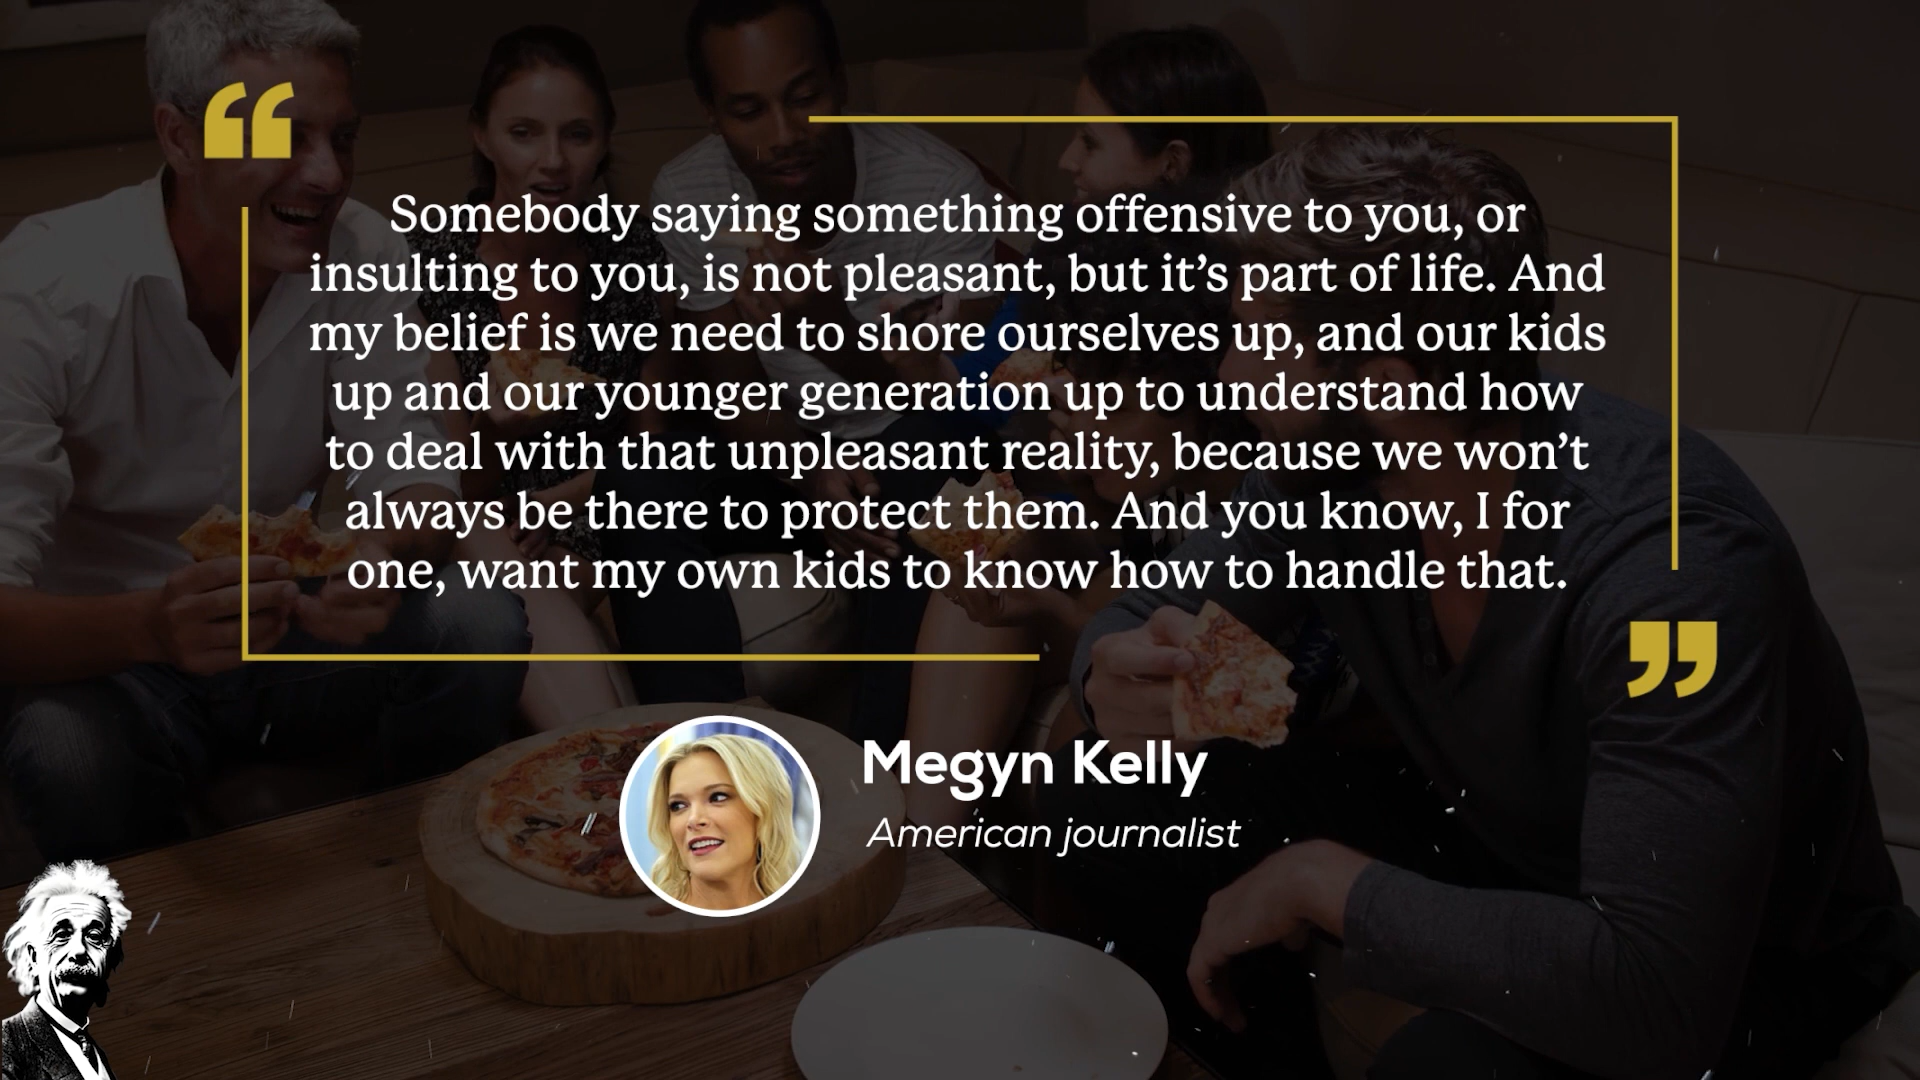 Somebody saying something offensive to you, or
insulting to you, is not pleasant, but it’s part of life. And
my belief is we need to shore ourselves up, and our kids
up and our younger generation up to understand how
to deal with that unpleasant reality, because we won’t
always be there to protect them. And you know, I for
one, want my own kids to know how to handle that.
Megyn Kelly
American journalist